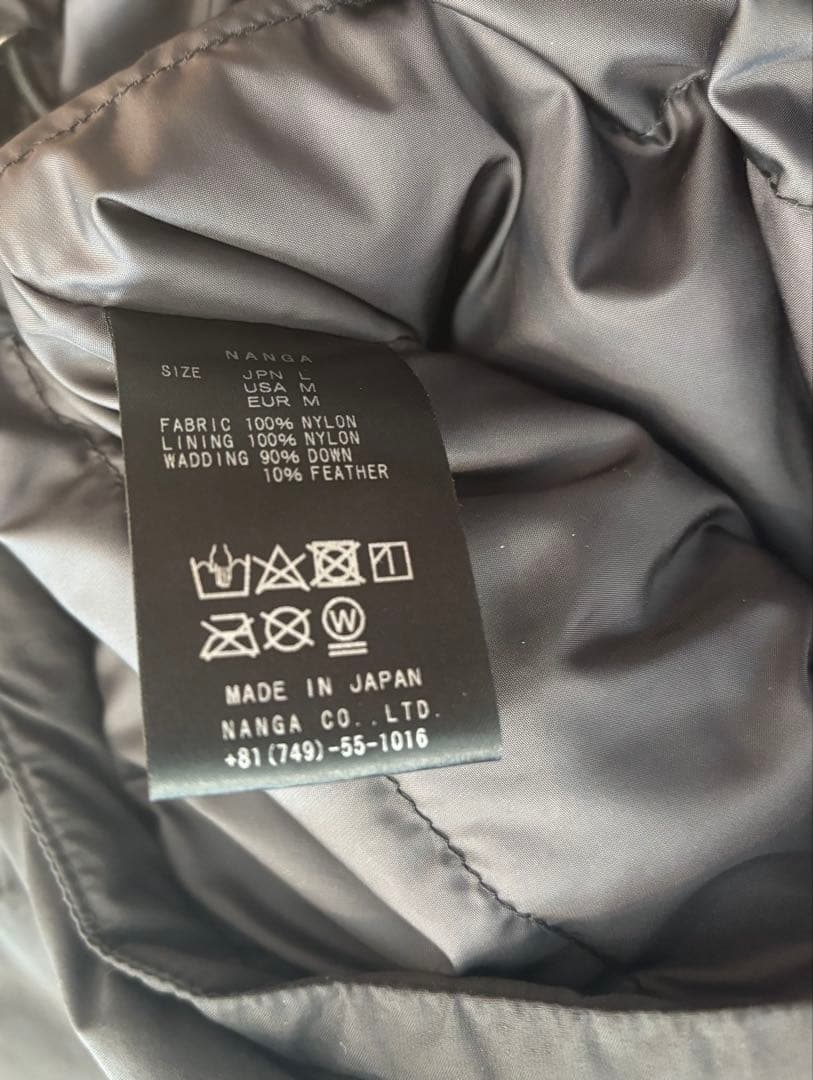 NANGA
SIZE JPN L
USA M
EUR M
FABRIC 100% NYLON
LINING 100% NYLON
WADDING 90% DOWN
10% FEATHER
W
MADE IN JAPAN
NANGA CO.,LTD.
+81(749)-55-1016